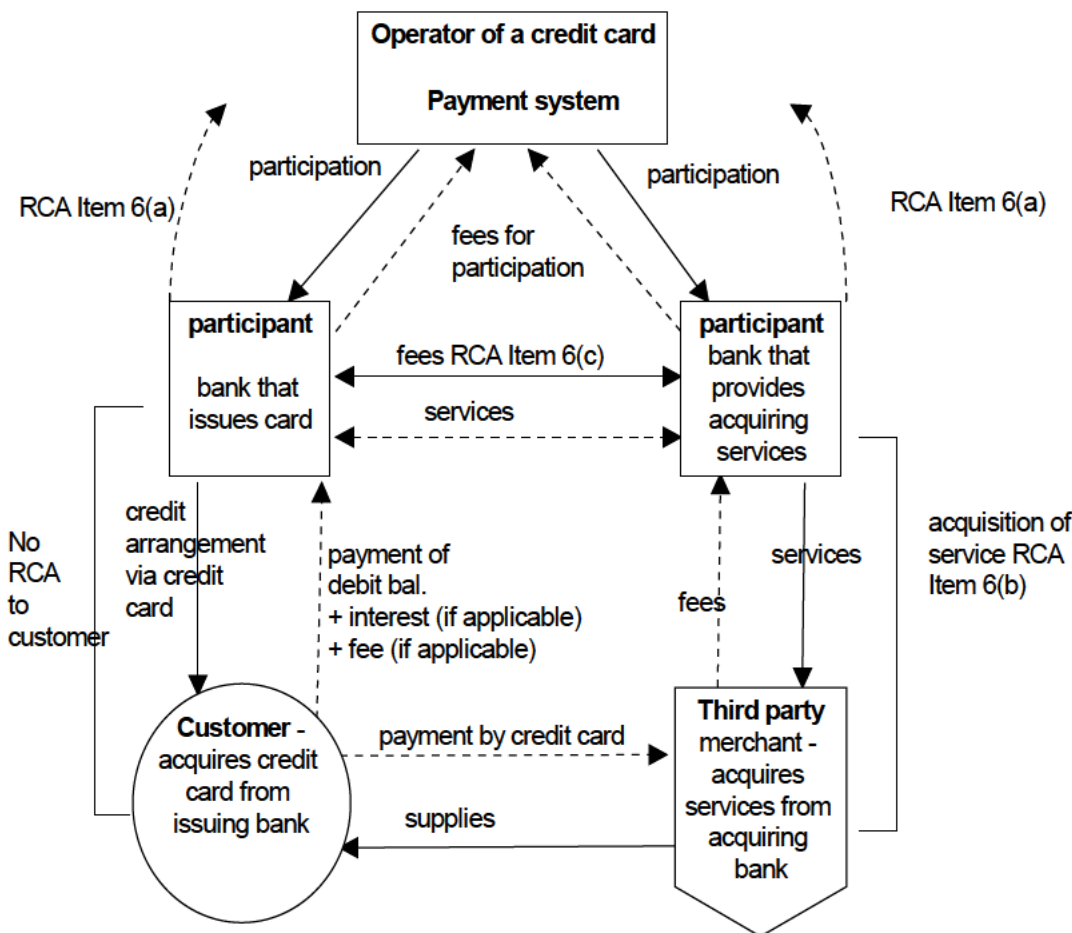 Operator of a credit card
Payment system
participation
participation
RCA Item 6(a)
RCA Item 6(a)
fees for
participation
participant
bank that
issues card
fees RCA Item 6(c)
services
participant
bank that
provides
acquiring
services
No
RCA
to
customer
credit
arrangement
via credit
card
payment of
debit bal.
+ interest (if applicable)
+ fee (if applicable)
fees
services
acquisition of
service RCA
Item 6(b)
Customer -
acquires credit
card from
issuing bank
payment by credit card
supplies
Third party
merchant -
acquires
services from
acquiring
bank